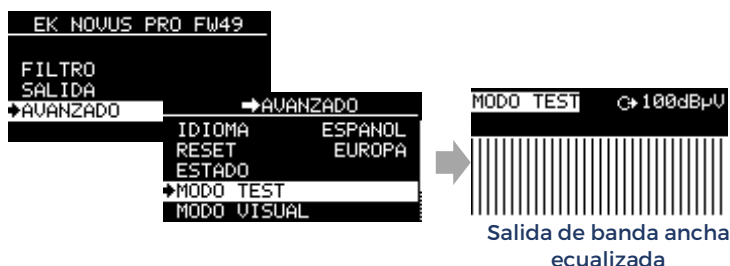 EK NOVUS PRO FW49
FILTRO
SALIDA
AVANZADO
AVANZADO
IDIOMA ESPANOL
RESET EUROPA
ESTADO
MODO TEST
MODO VISUAL
MODO TEST 100dBμV
Salida de banda ancha
ecualizada